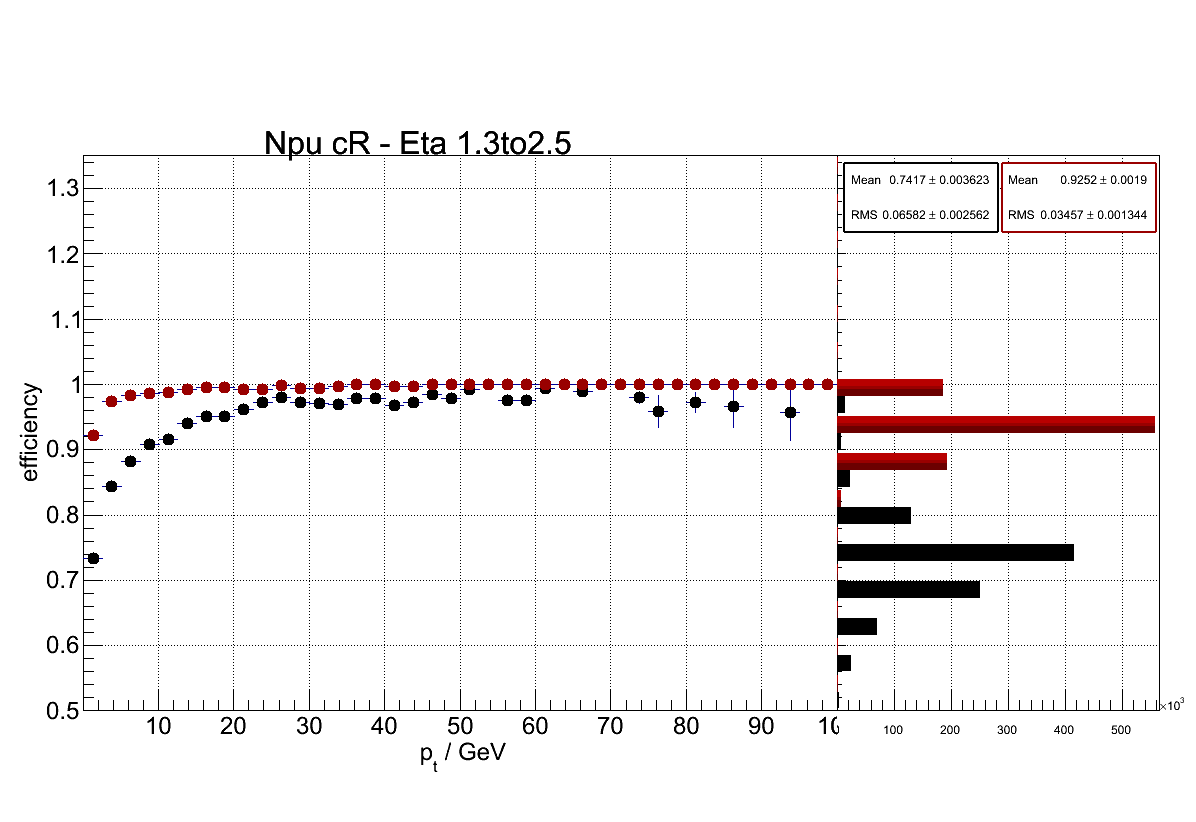 Npu cR - Eta 1.3to2.5
Mean 0.7417 ± 0.003623
RMS 0.06582 ± 0.002562
Mean 0.9252 ± 0.0019
RMS 0.03457 ± 0.001344
efficiency
1.3
1.2
1.1
1
0.9
0.8
0.7
0.6
0.5
10 20 30 40 50 60 70 80 90 10
p_t / GeV
100 200 300 400 500
×10³